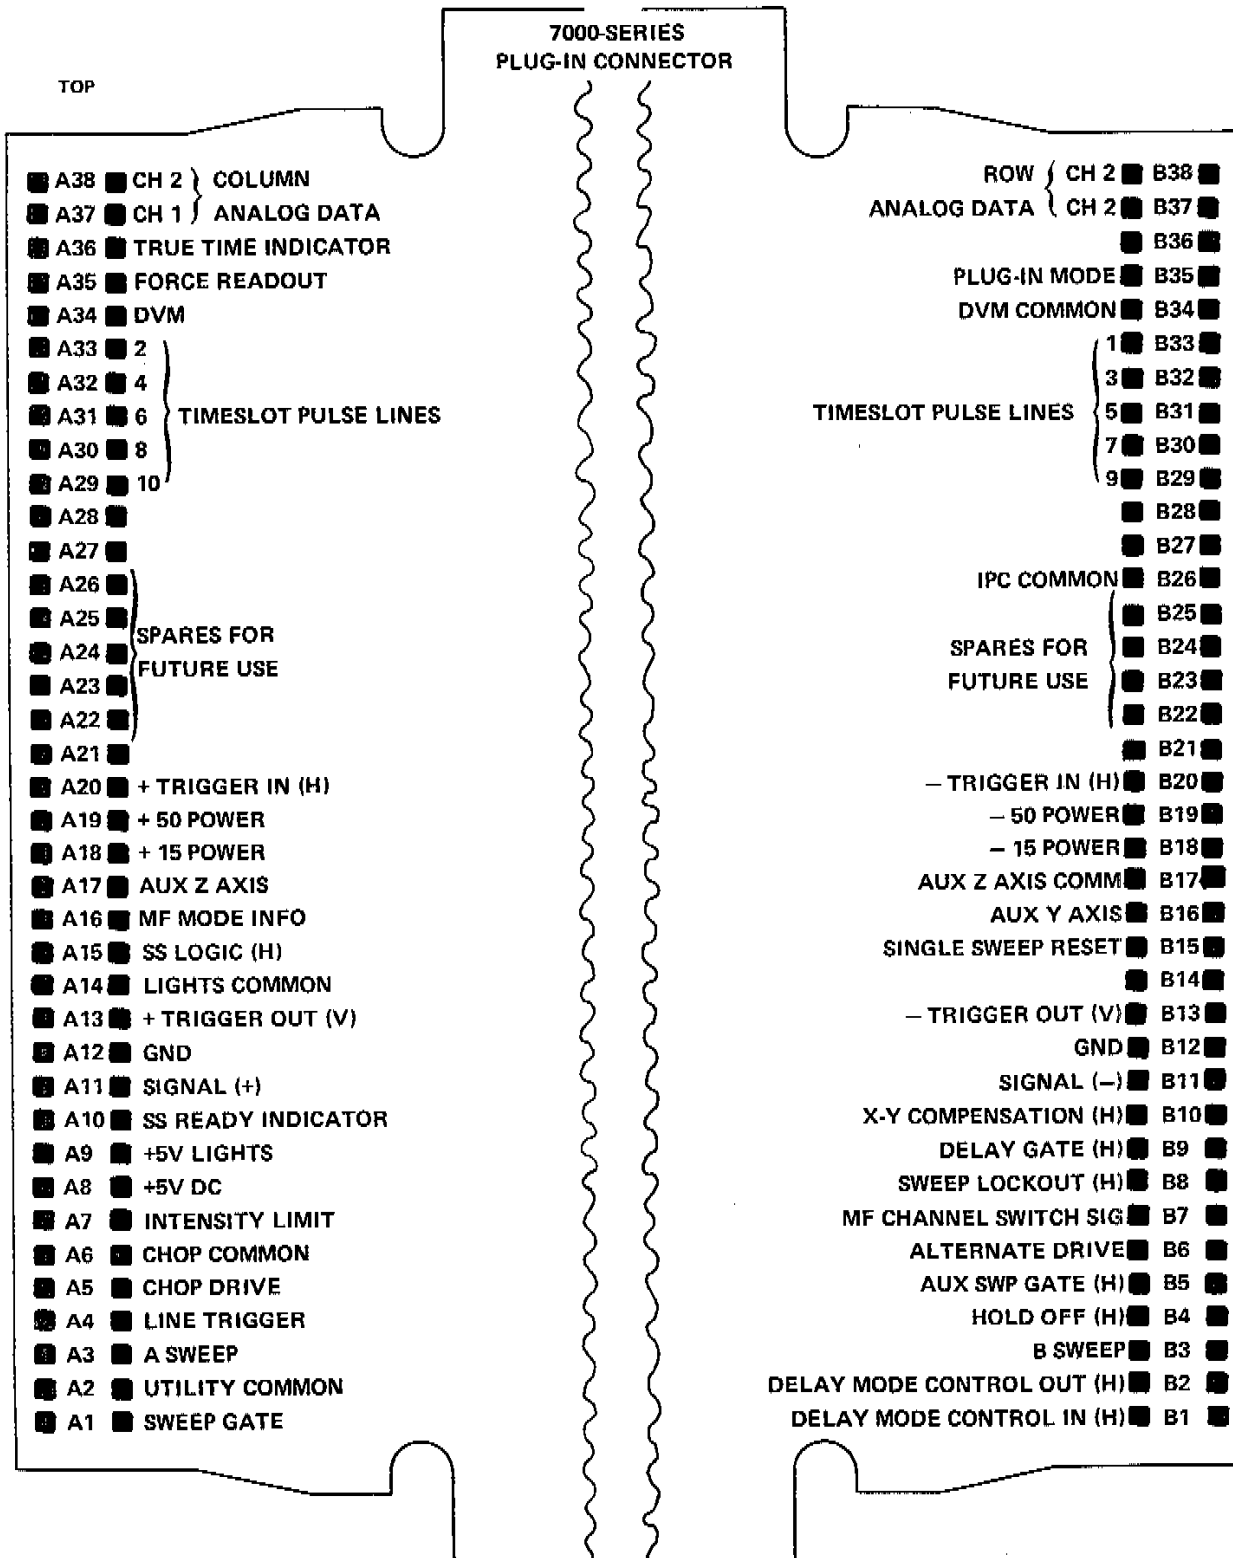 7000-SERIES
PLUG-IN CONNECTOR
TOP
A38 CH 2 COLUMN
A37 CH 1 ANALOG DATA
A36 TRUE TIME INDICATOR
A35 FORCE READOUT
A34 DVM
A33 2
A32 4
A31 6 TIMESLOT PULSE LINES
A30 8
A29 10
A28
A27
A26
A25
SPARES FOR
A24
FUTURE USE
A23
A22
A21
A20 + TRIGGER IN (H)
A19 + 50 POWER
A18 + 15 POWER
A17 AUX Z AXIS
A16 MF MODE INFO
A15 SS LOGIC (H)
A14 LIGHTS COMMON
A13 + TRIGGER OUT (V)
A12 GND
A11 SIGNAL (+)
A10 SS READY INDICATOR
A9 +5V LIGHTS
A8 +5V DC
A7 INTENSITY LIMIT
A6 CHOP COMMON
A5 CHOP DRIVE
A4 LINE TRIGGER
A3 A SWEEP
A2 UTILITY COMMON
A1 SWEEP GATE
ROW CH 2 B38
ANALOG DATA CH 2 B37
B36
PLUG-IN MODE B35
DVM COMMON B34
1 B33
3 B32
TIMESLOT PULSE LINES 5 B31
7 B30
9 B29
B28
B27
IPC COMMON B26
B25
SPARES FOR B24
FUTURE USE B23
B22
B21
– TRIGGER IN (H) B20
– 50 POWER B19
– 15 POWER B18
AUX Z AXIS COMM B17
AUX Y AXIS B16
SINGLE SWEEP RESET B15
B14
– TRIGGER OUT (V) B13
GND B12
SIGNAL (–) B11
X-Y COMPENSATION (H) B10
DELAY GATE (H) B9
SWEEP LOCKOUT (H) B8
MF CHANNEL SWITCH SIG B7
ALTERNATE DRIVE B6
AUX SWP GATE (H) B5
HOLD OFF (H) B4
B SWEEP B3
DELAY MODE CONTROL OUT (H) B2
DELAY MODE CONTROL IN (H) B1